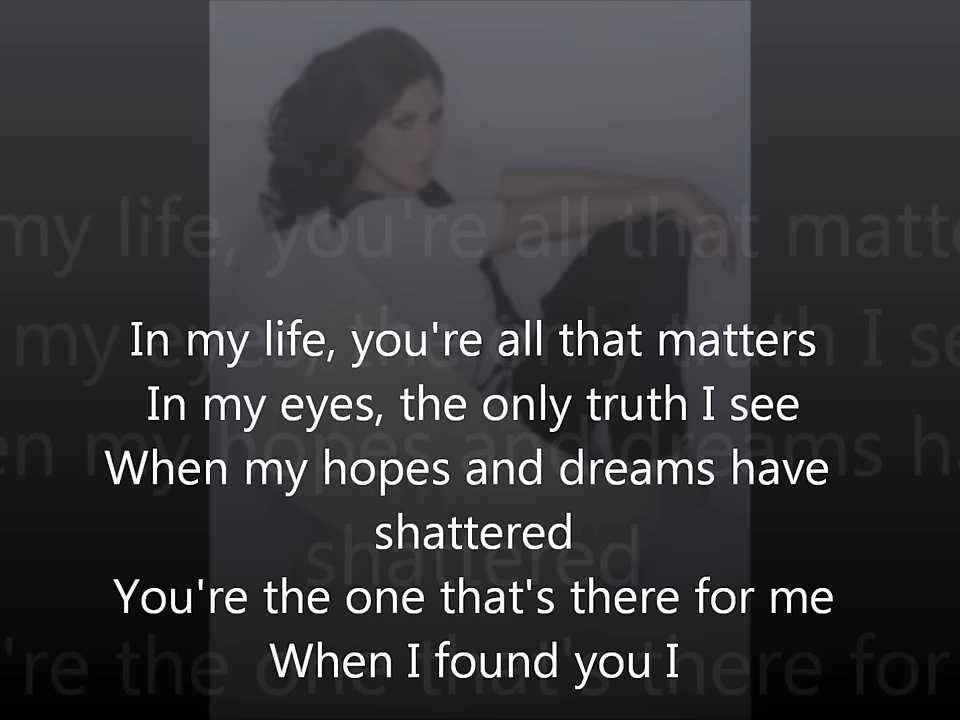 In my life, you're all that matters
In my eyes, the only truth I see
When my hopes and dreams have
shattered
You're the one that's there for me
When I found you I